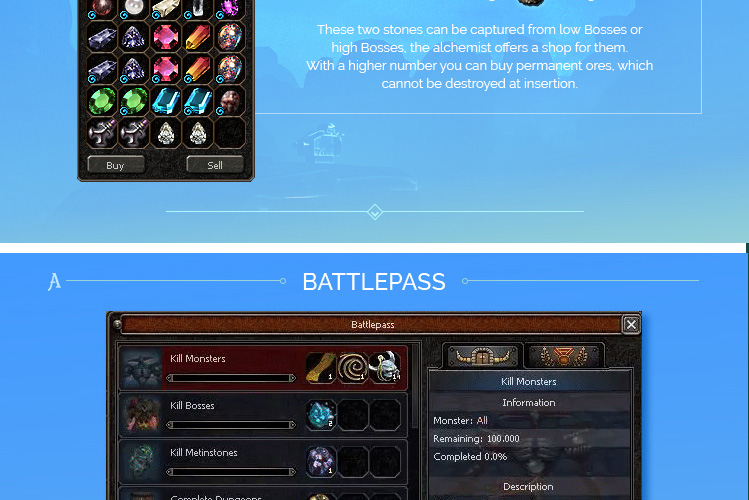 These two stones can be captured from low Bosses or
high Bosses, the alchemist offers a shop for them.
With a higher number you can buy permanent ores, which
cannot be destroyed at insertion.
Buy
Sell
BATTLEPASS
Battlepass
Kill Monsters
1
1
14
Kill Bosses
2
Kill Metinstones
1
Complete Dungeons
Kill Monsters
Information
Monster: All
Remaining: 100.000
Completed 0.0%
Description